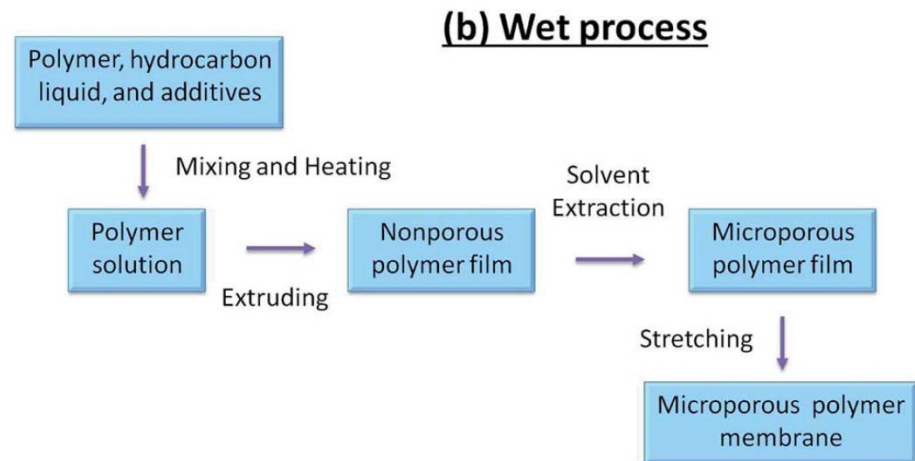 (b) Wet process
Polymer, hydrocarbon
liquid, and additives
Mixing and Heating
Polymer
solution
Extruding
Nonporous
polymer film
Solvent
Extraction
Microporous
polymer film
Stretching
Microporous polymer
membrane